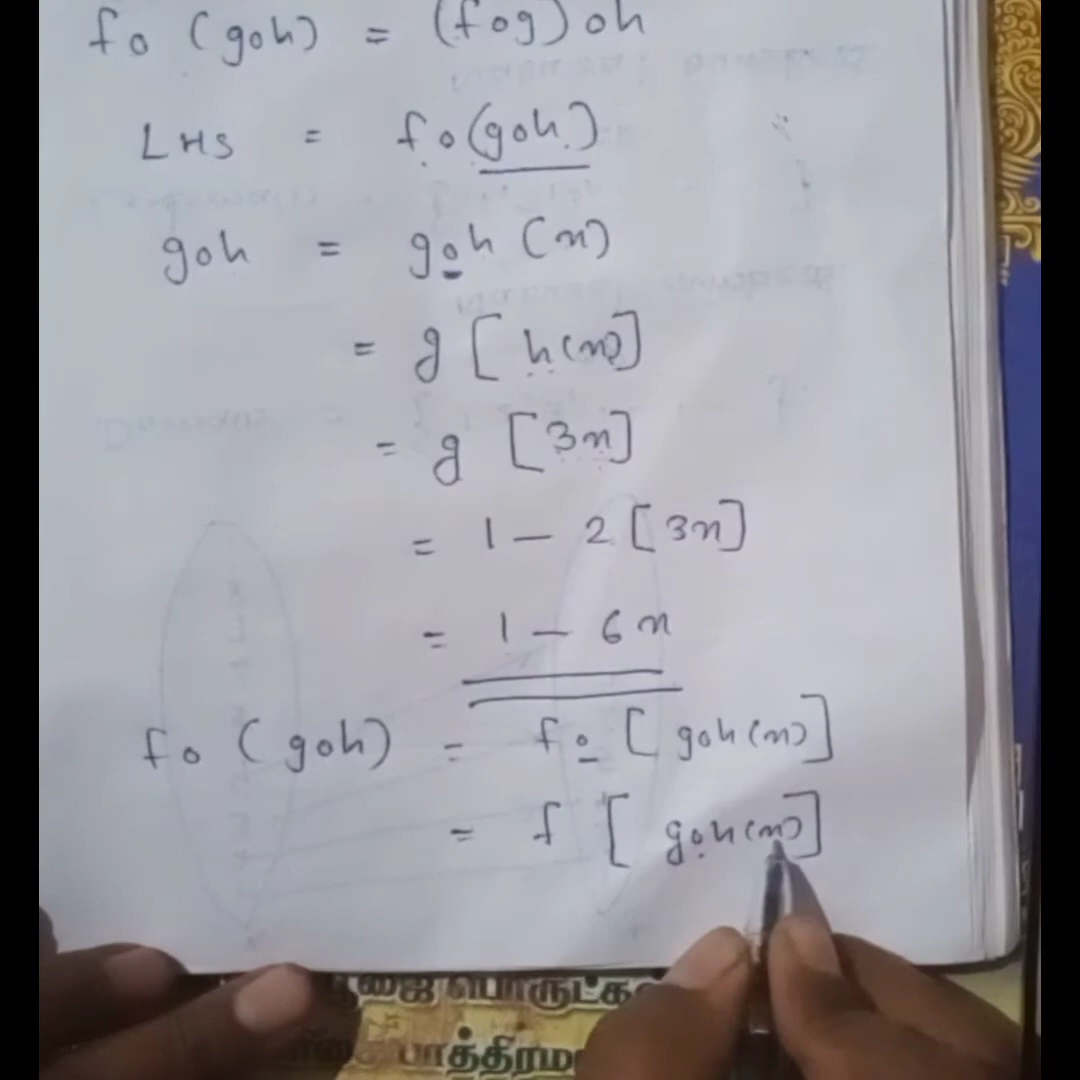 fo (goh) = (fog) oh
LHS = fo(goh)
goh = goh (x)
= g [ h(x)]
= g [3x]
= 1 - 2 [3x]
= 1 - 6x
fo (goh) = fo [goh(x)]
= f [ goh(x)]
பூஜை பொருட்க
பாத்திரம